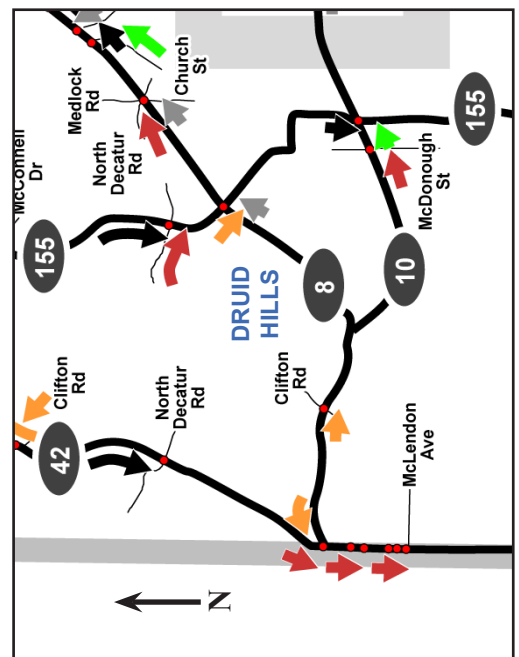 McConnell
Dr
155
Clifton
Rd
42
Medlock
Rd
Church
St
North
Decatur
Rd
North
Decatur
Rd
N
DRUID
HILLS
Clifton
Rd
8
10
McLendon
Ave
McDonough
St
155